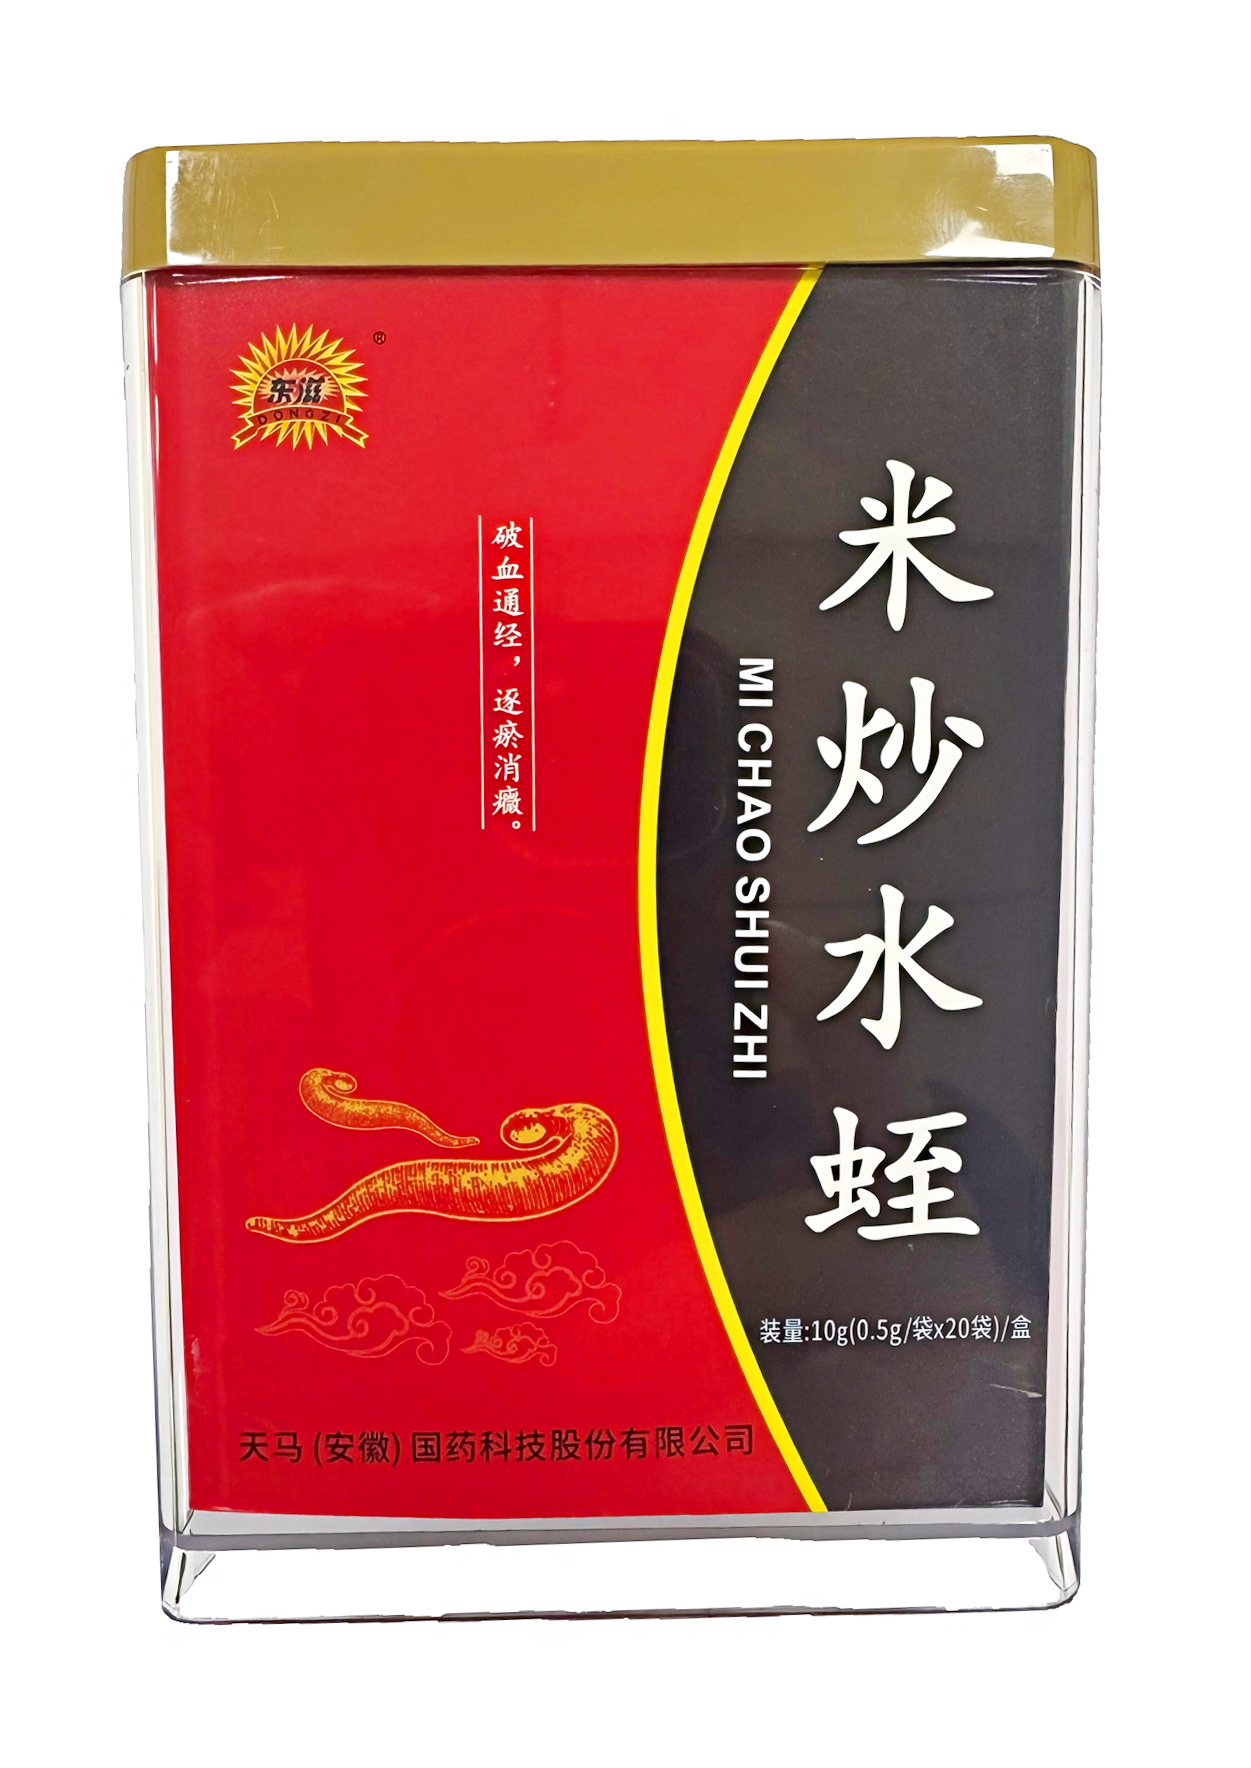 东滋
DONGZI
®
破血通经，逐瘀消癥。
米炒水蛭
MI CHAO SHUI ZHI
装量:10g(0.5g/袋x20袋)/盒
天马(安徽)国药科技股份有限公司